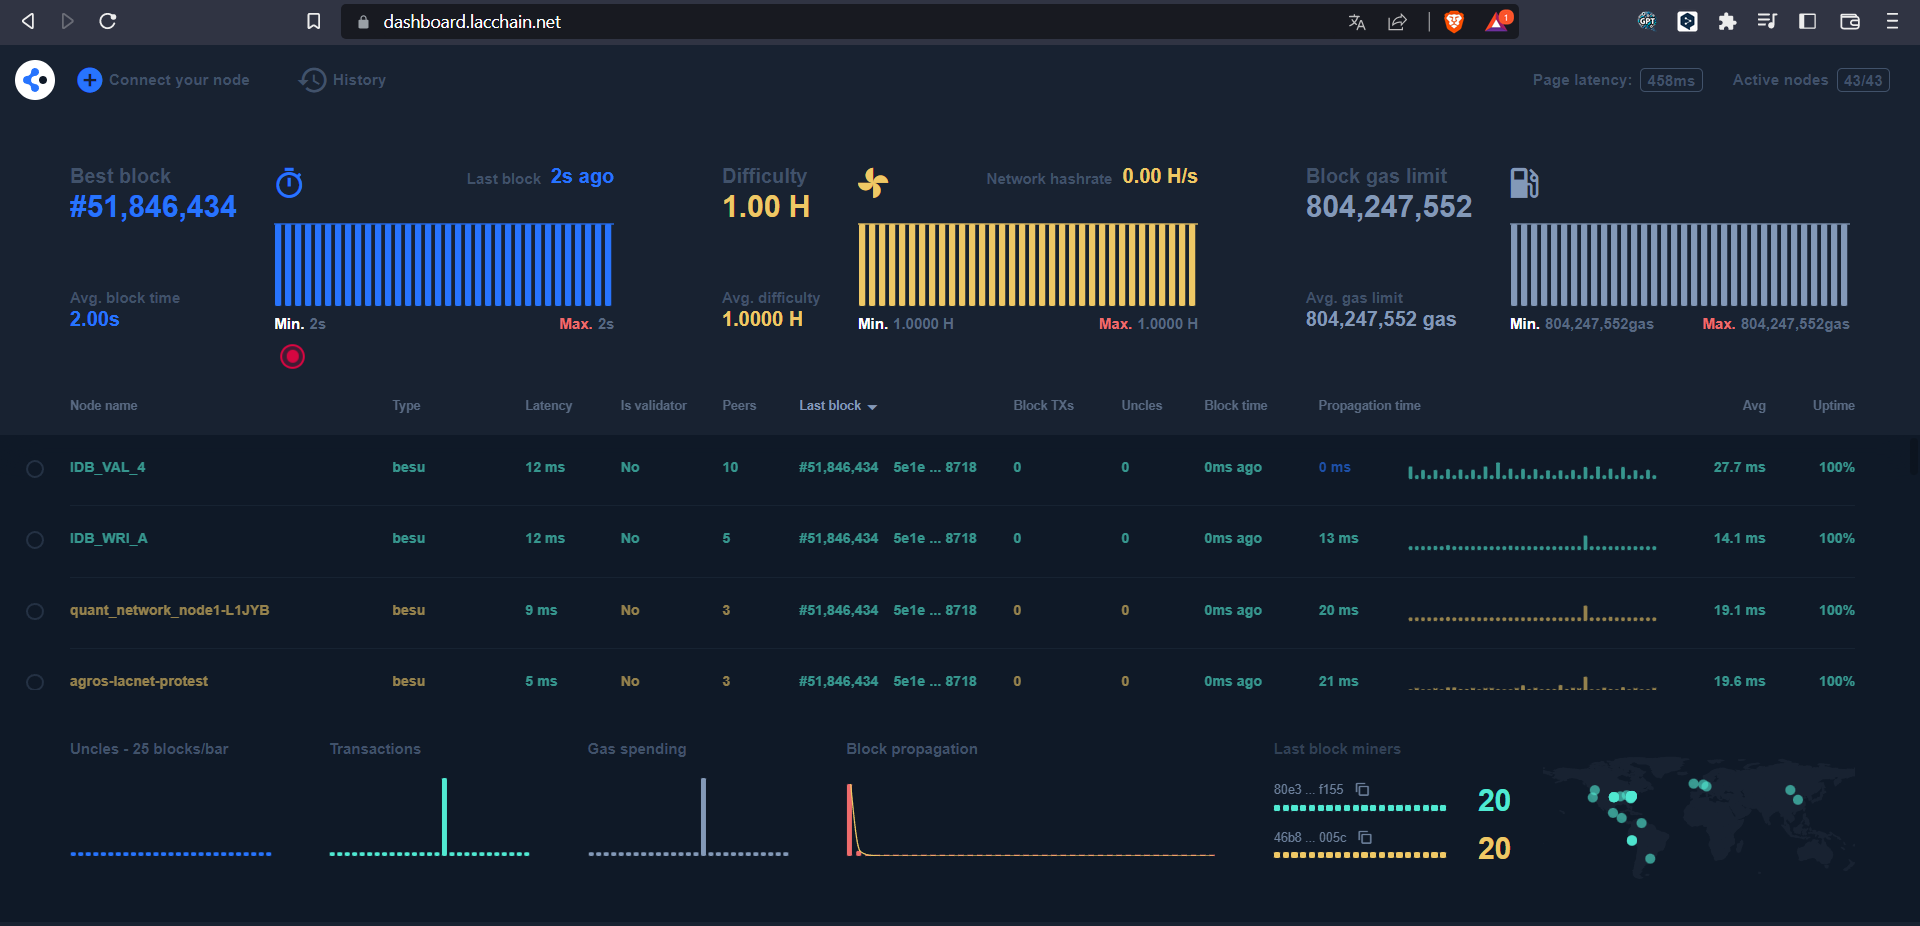 dashboard.lacchain.net
1
GPT
Connect your node
History
Page latency: 458ms
Active nodes 43/43
Best block
#51,846,434
Last block 2s ago
Avg. block time
2.00s
Min. 2s
Max. 2s
Difficulty
1.00 H
Network hashrate 0.00 H/s
Avg. difficulty
1.0000 H
Min. 1.0000 H
Max. 1.0000 H
Block gas limit
804,247,552
Avg. gas limit
804,247,552 gas
Min. 804,247,552gas
Max. 804,247,552gas
Node name Type Latency Is validator Peers Last block Block TXs Uncles Block time Propagation time Avg Uptime
IDB_VAL_4 besu 12 ms No 10 #51,846,434 5e1e ... 8718 0 0 0ms ago 0 ms 27.7 ms 100%
IDB_WRI_A besu 12 ms No 5 #51,846,434 5e1e ... 8718 0 0 0ms ago 13 ms 14.1 ms 100%
quant_network_node1-L1JYB besu 9 ms No 3 #51,846,434 5e1e ... 8718 0 0 0ms ago 20 ms 19.1 ms 100%
agros-lacnet-protest besu 5 ms No 3 #51,846,434 5e1e ... 8718 0 0 0ms ago 21 ms 19.6 ms 100%
Uncles - 25 blocks/bar
Transactions
Gas spending
Block propagation
Last block miners
80e3 ... f155
20
46b8 ... 005c
20